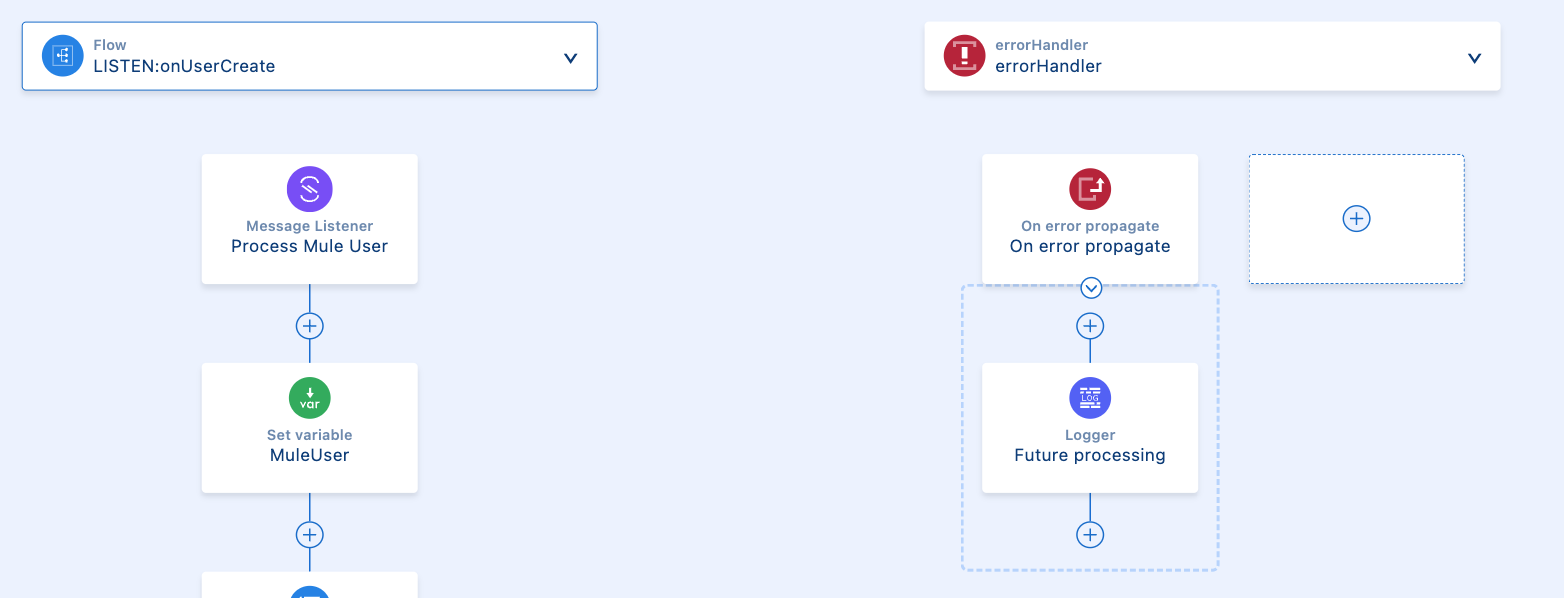 Flow
LISTEN:onUserCreate
errorHandler
errorHandler
Message Listener
Process Mule User
On error propagate
On error propagate
var
Set variable
MuleUser
LOG
Logger
Future processing